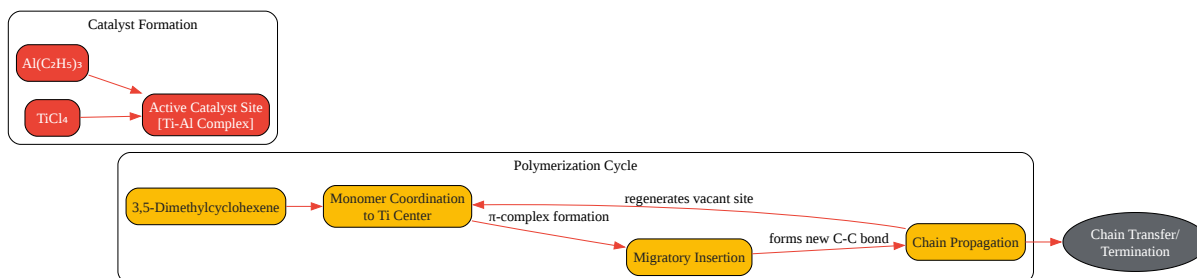 Catalyst Formation
Al(C₂H₅)₃
TiCl₄
Active Catalyst Site
[Ti-Al Complex]
Polymerization Cycle
3,5-Dimethylcyclohexene
Monomer Coordination
to Ti Center
π-complex formation
Migratory Insertion
forms new C-C bond
Chain Propagation
regenerates vacant site
Chain Transfer/
Termination